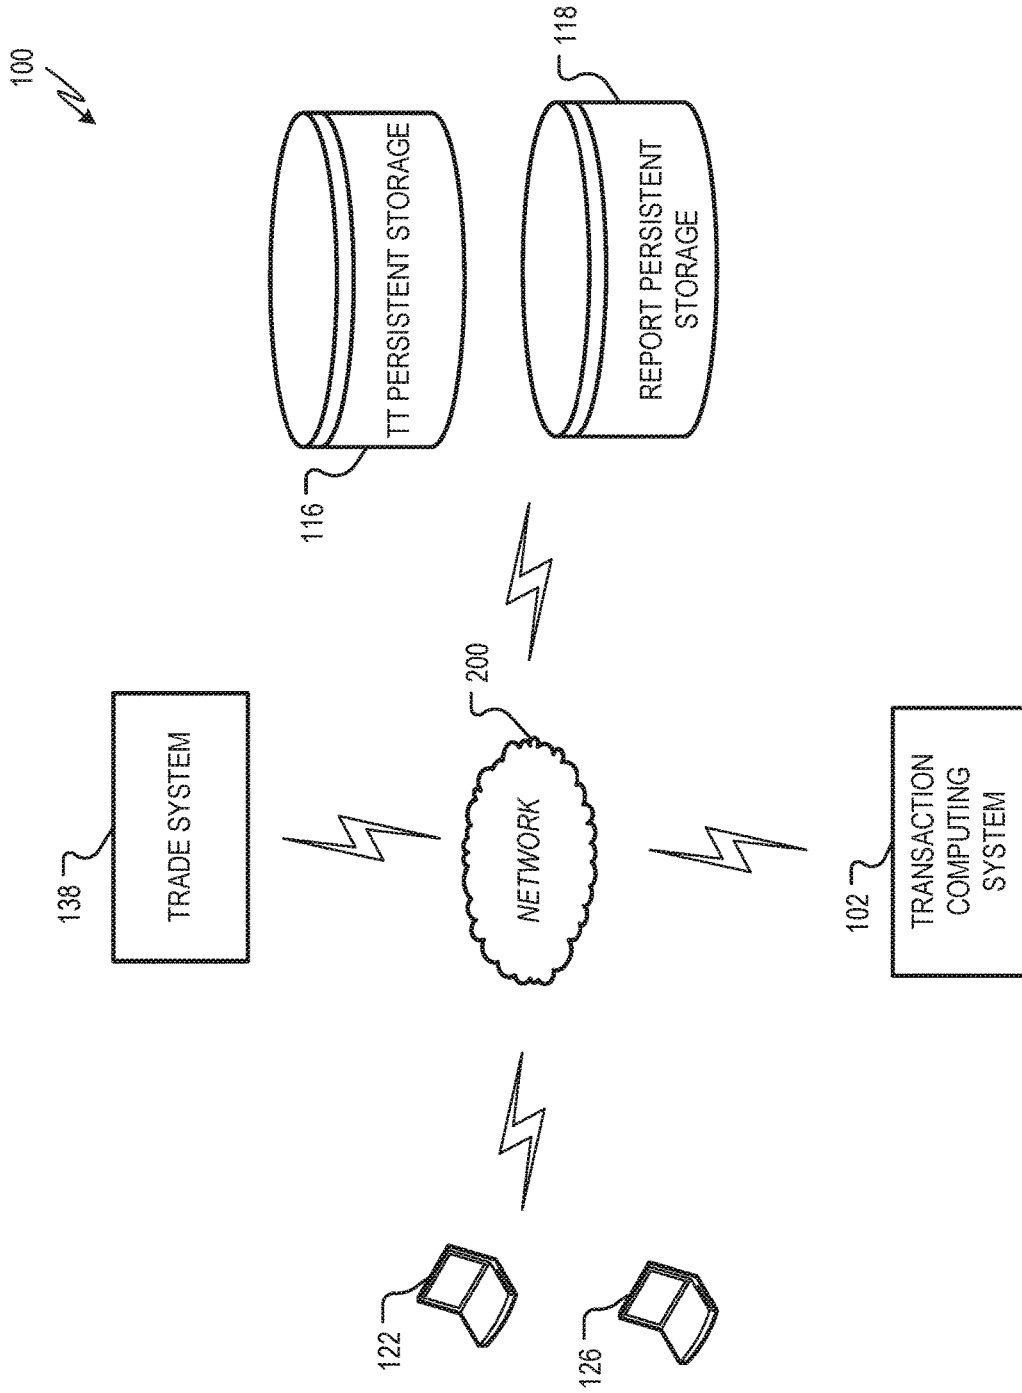 100
138
TRADE SYSTEM
116
TT PERSISTENT STORAGE
122
200
NETWORK
118
126
REPORT PERSISTENT
STORAGE
102
TRANSACTION
COMPUTING
SYSTEM